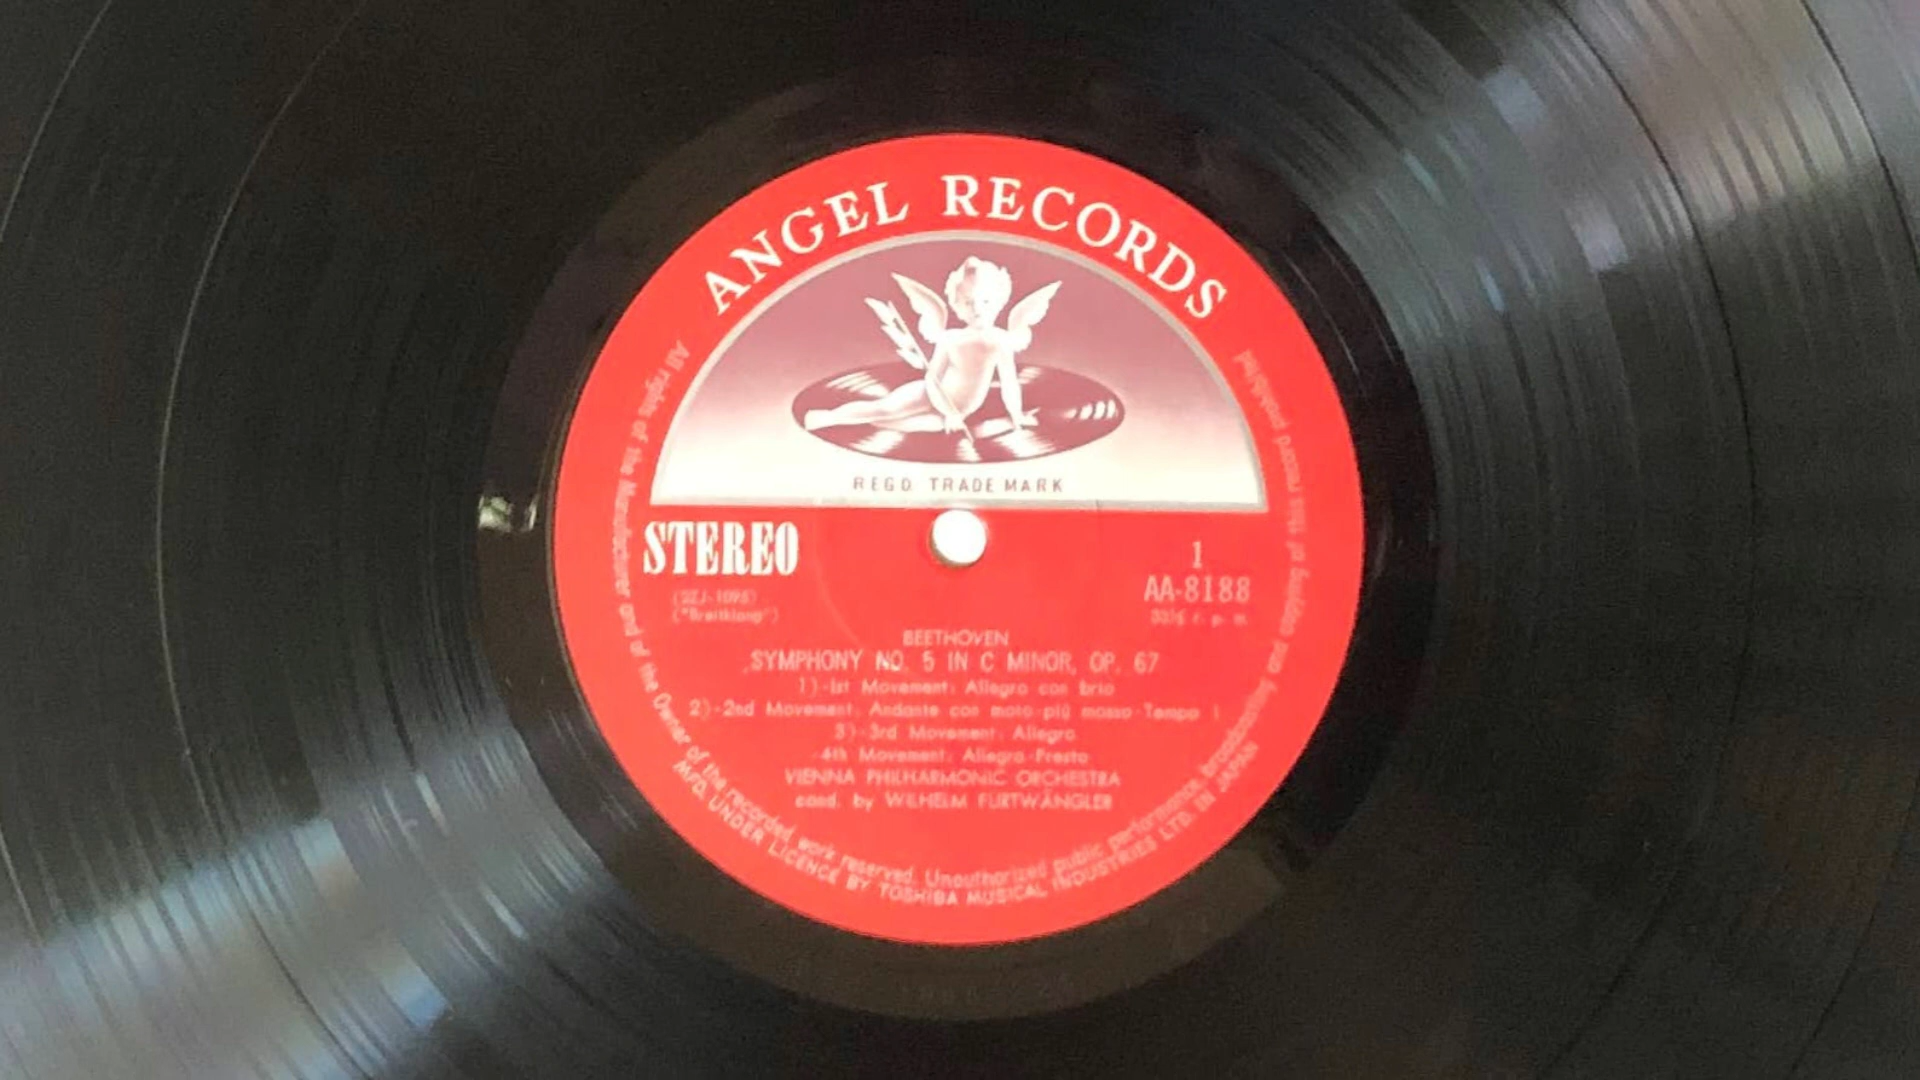 ANGEL RECORDS
REGD. TRADE MARK
STEREO
1
AA-8188
("Breitklang")
33⅓ r. p. m.
BEETHOVEN
SYMPHONY NO. 5 IN C MINOR, OP. 67
1)-1st Movement: Allegro con brio
2)-2nd Movement: Andante con moto-più mosso-Tempo I
3)-3rd Movement: Allegro
4th Movement: Allegro-Presto
VIENNA PHILHARMONIC ORCHESTRA
cond. by WILHELM FURTWÄNGLER
All rights of the Manufacturer and of the Owner of the recorded work reserved. Unauthorized public performance, broadcasting and copying of this record prohibited
MFD. UNDER LICENCE BY TOSHIBA MUSICAL INDUSTRIES LTD. IN JAPAN